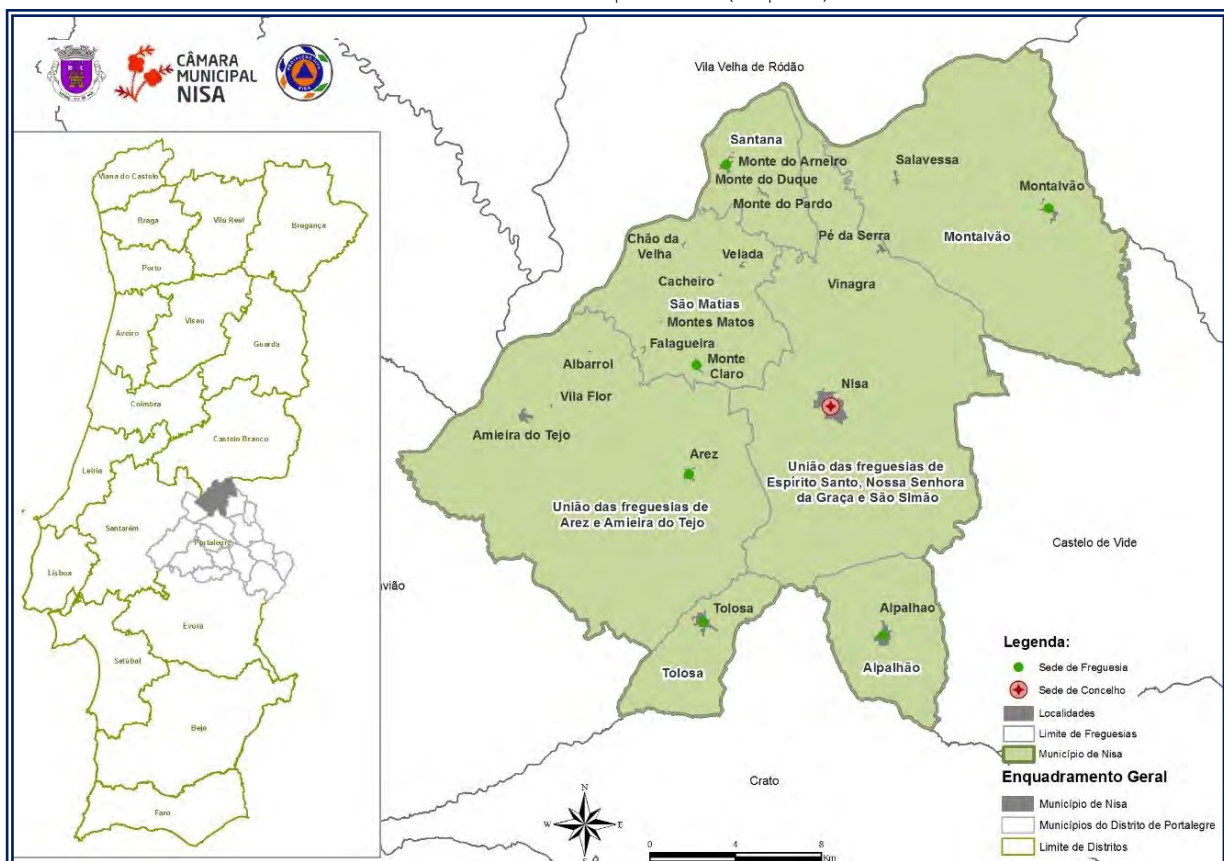 CÂMARA
MUNICIPAL
NISA
Viana do Castelo
Braga
Vila Real
Bragança
Porto
Aveiro
Viseu
Guarda
Coimbra
Castelo Branco
Leiria
Santarém
Portalegre
Lisboa
Évora
Setúbal
Beja
Faro
Vila Velha de Ródão
Santana
Monte do Arneiro
Monte do Duque
Monte do Pardo
Salavessa
Montalvão
Montalvão
Pé da Serra
Chão da
Velha
Velada
Cacheiro
Vinagra
São Matias
Montes Matos
Falagueira
Monte
Claro
Albarrol
Vila Flor
Amieira do Tejo
Nisa
Arez
União das freguesias de
Espírito Santo, Nossa Senhora
da Graça e São Simão
União das freguesias de
Arez e Amieira do Tejo
Castelo de Vide
vião
Tolosa
Tolosa
Alpalhao
Alpalhão
Crato
N
W
E
S
0
4
8
Km
Legenda:
Sede de Freguesia
Sede de Concelho
Localidades
Limite de Freguesias
Município de Nisa
Enquadramento Geral
Município de Nisa
Municípios do Distrito de Portalegre
Limite de Distritos